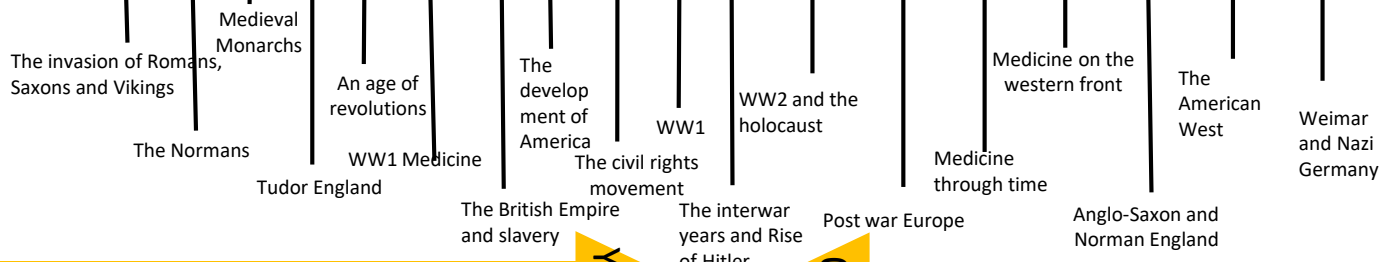 The invasion of Romans,
Saxons and Vikings
The Normans
Medieval
Monarchs
Tudor England
An age of
revolutions
WW1 Medicine
The British Empire
and slavery
The
develop
ment of
America
The civil rights
movement
WW1
The interwar
years and Rise
of Hitler
WW2 and the
holocaust
Post war Europe
Medicine
through time
Medicine on the
western front
Anglo-Saxon and
Norman England
The
American
West
Weimar
and Nazi
Germany
Y